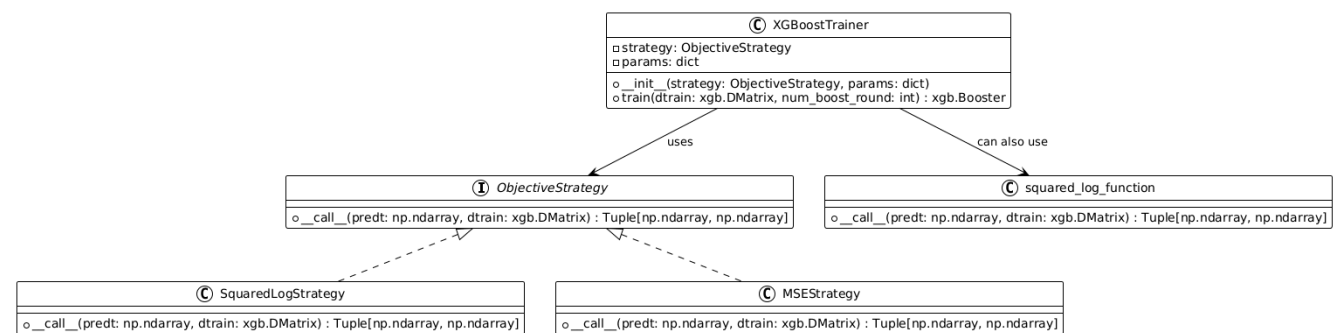 C XGBoostTrainer
strategy: ObjectiveStrategy
params: dict
__init__(strategy: ObjectiveStrategy, params: dict)
train(dtrain: xgb.DMatrix, num_boost_round: int) : xgb.Booster
uses
can also use
I ObjectiveStrategy
__call__(predt: np.ndarray, dtrain: xgb.DMatrix) : Tuple[np.ndarray, np.ndarray]
C squared_log_function
__call__(predt: np.ndarray, dtrain: xgb.DMatrix) : Tuple[np.ndarray, np.ndarray]
C SquaredLogStrategy
__call__(predt: np.ndarray, dtrain: xgb.DMatrix) : Tuple[np.ndarray, np.ndarray]
C MSEStrategy
__call__(predt: np.ndarray, dtrain: xgb.DMatrix) : Tuple[np.ndarray, np.ndarray]